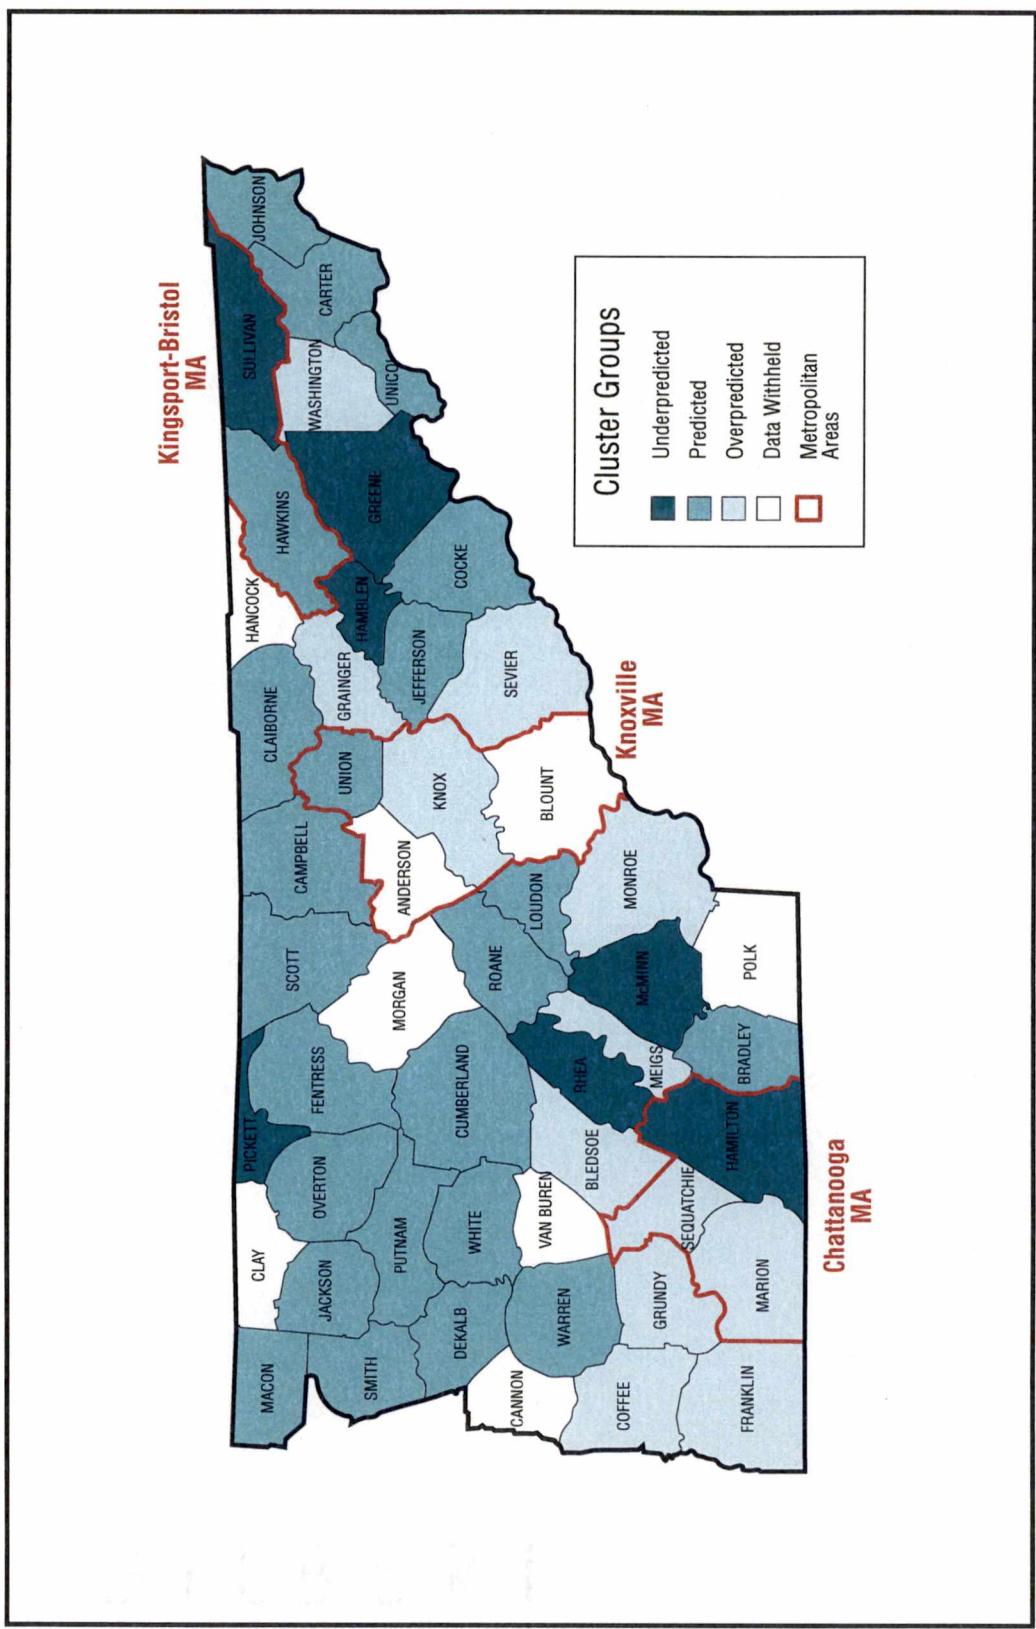 Kingsport-Bristol
MA
JOHNSON
SULLIVAN
CARTER
WASHINGTON
UNICOI
HAWKINS
GREENE
HANCOCK
HAMBLEN
COCKE
CLAIBORNE
GRAINGER
JEFFERSON
SEVIER
UNION
KNOX
BLOUNT
Knoxville
MA
CAMPBELL
ANDERSON
LOUDON
MONROE
SCOTT
MORGAN
ROANE
McMINN
POLK
PICKETT
FENTRESS
CUMBERLAND
RHEA
MEIGS
BRADLEY
OVERTON
PUTNAM
WHITE
VAN BUREN
BLEDSOE
SEQUATCHIE
HAMILTON
Chattanooga
MA
CLAY
JACKSON
DEKALB
WARREN
GRUNDY
MARION
MACON
SMITH
CANNON
COFFEE
FRANKLIN
Cluster Groups
Underpredicted
Predicted
Overpredicted
Data Withheld
Metropolitan
Areas